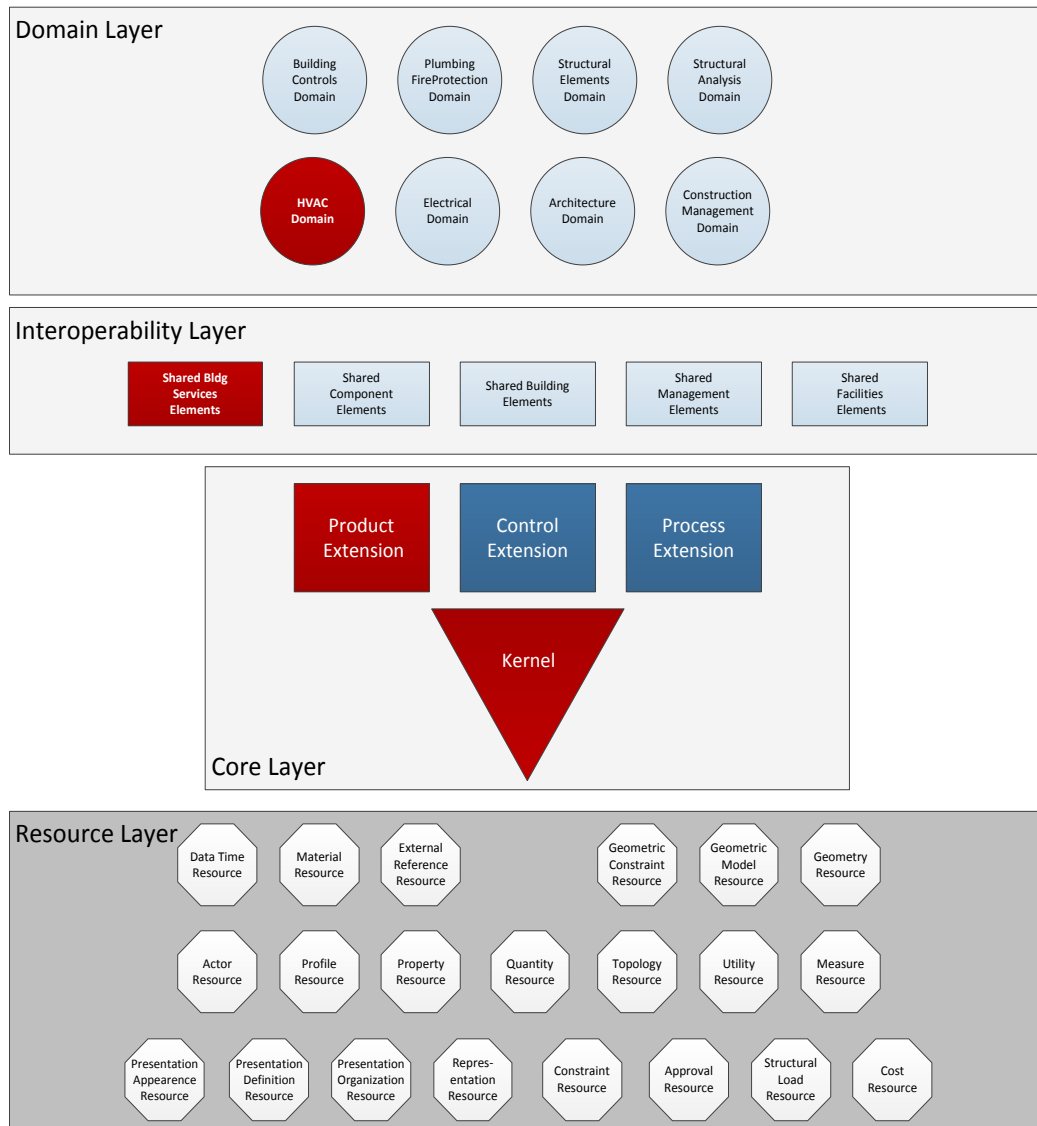 Domain Layer
Building
Controls
Domain
Plumbing
FireProtection
Domain
Structural
Elements
Domain
Structural
Analysis
Domain
HVAC
Domain
Electrical
Domain
Architecture
Domain
Construction
Management
Domain
Interoperability Layer
Shared Bldg
Services
Elements
Shared
Component
Elements
Shared Building
Elements
Shared
Management
Elements
Shared
Facilities
Elements
Product
Extension
Control
Extension
Process
Extension
Kernel
Core Layer
Resource Layer
Data Time
Resource
Material
Resource
External
Reference
Resource
Geometric
Constraint
Resource
Geometric
Model
Resource
Geometry
Resource
Actor
Resource
Profile
Resource
Property
Resource
Quantity
Resource
Topology
Resource
Utility
Resource
Measure
Resource
Presentation
Appearence
Resource
Presentation
Definition
Resource
Presentation
Organization
Resource
Repres-
entation
Resource
Constraint
Resource
Approval
Resource
Structural
Load
Resource
Cost
Resource